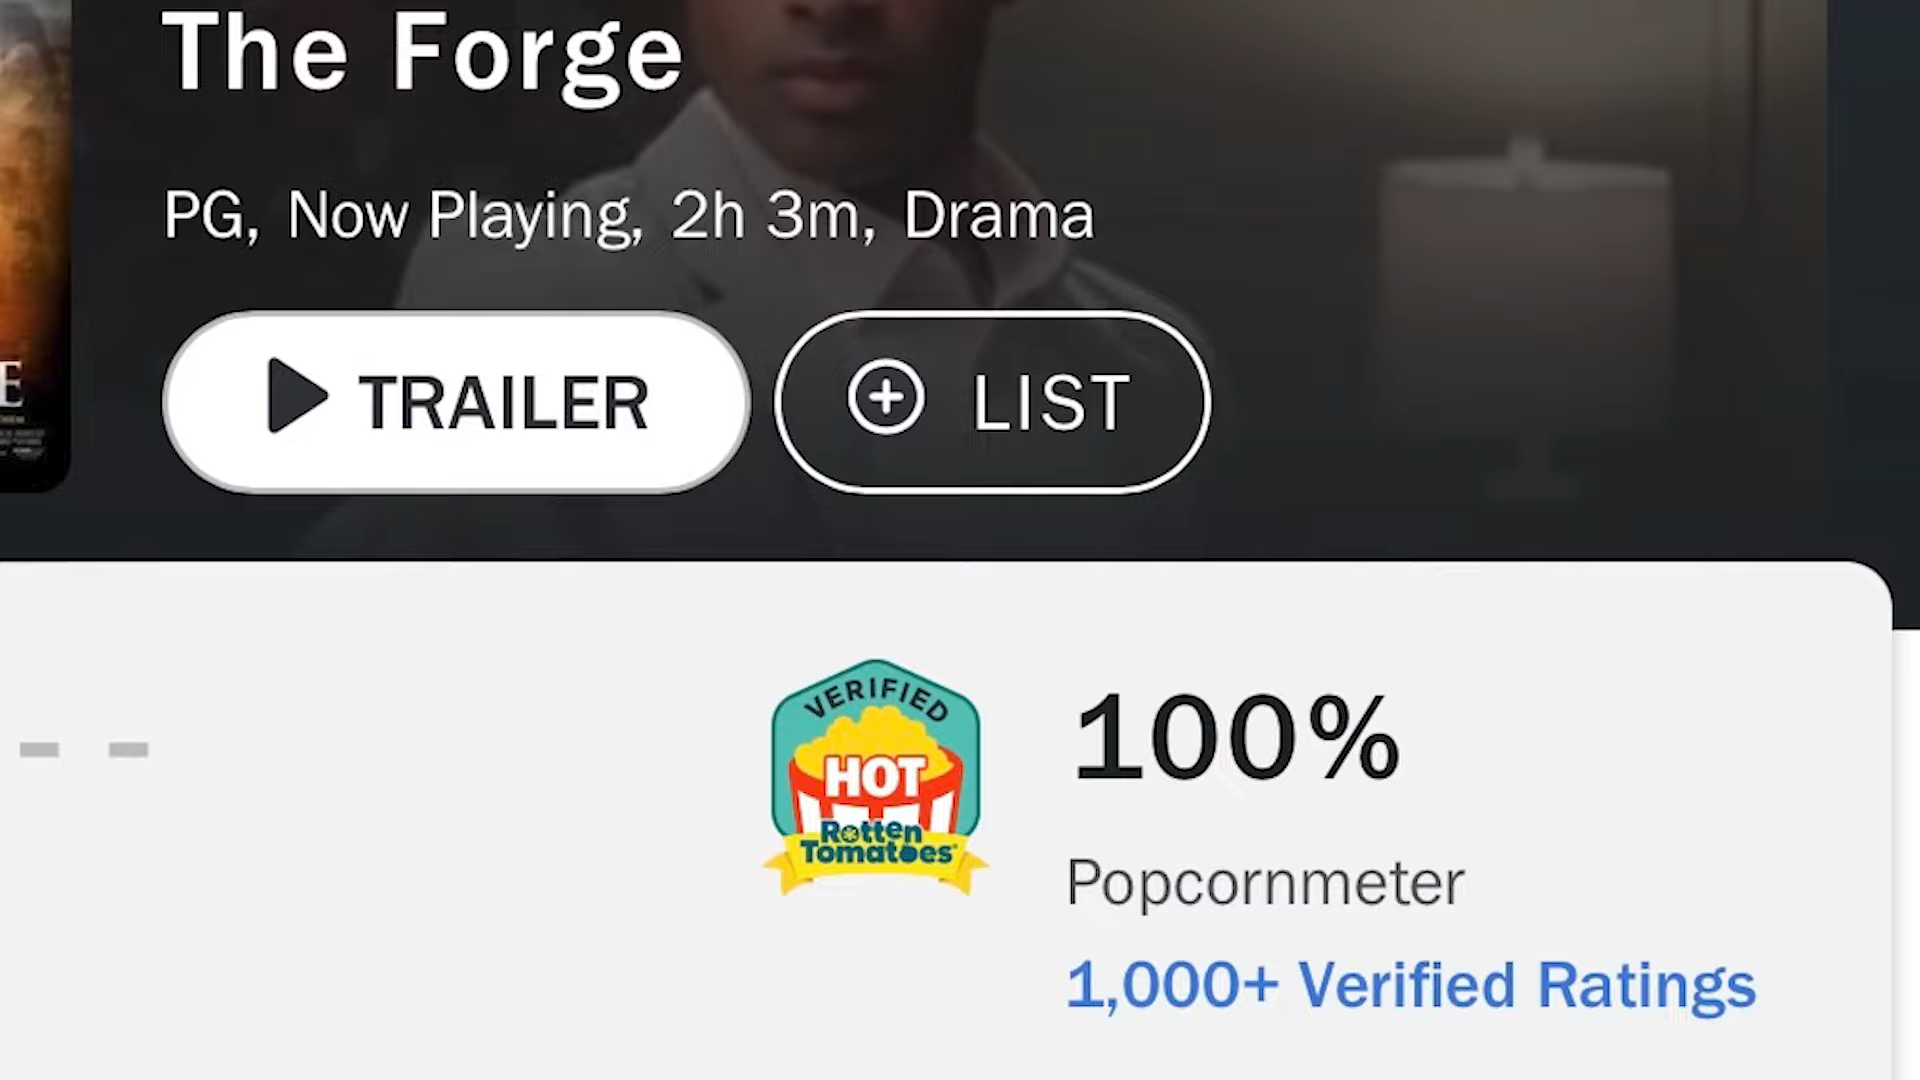 The Forge
PG, Now Playing, 2h 3m, Drama
TRAILER
LIST
E
VERIFIED
HOT
Rotten
Tomatoes
100%
Popcornmeter
1,000+ Verified Ratings
- -